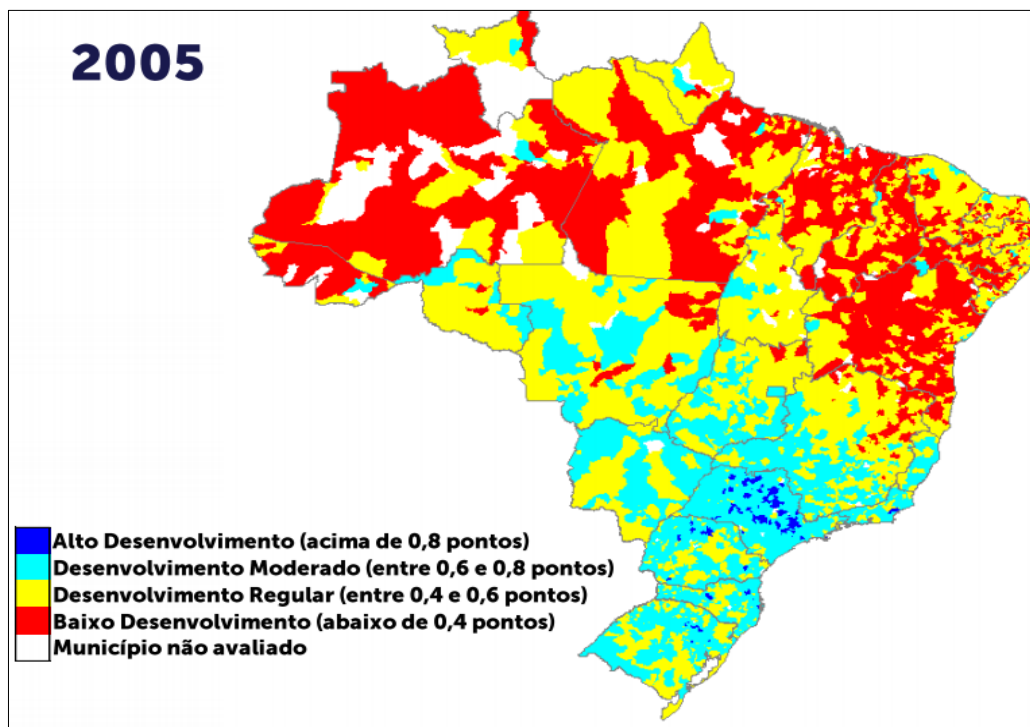 2005
Alto Desenvolvimento (acima de 0,8 pontos)
Desenvolvimento Moderado (entre 0,6 e 0,8 pontos)
Desenvolvimento Regular (entre 0,4 e 0,6 pontos)
Baixo Desenvolvimento (abaixo de 0,4 pontos)
Município não avaliado